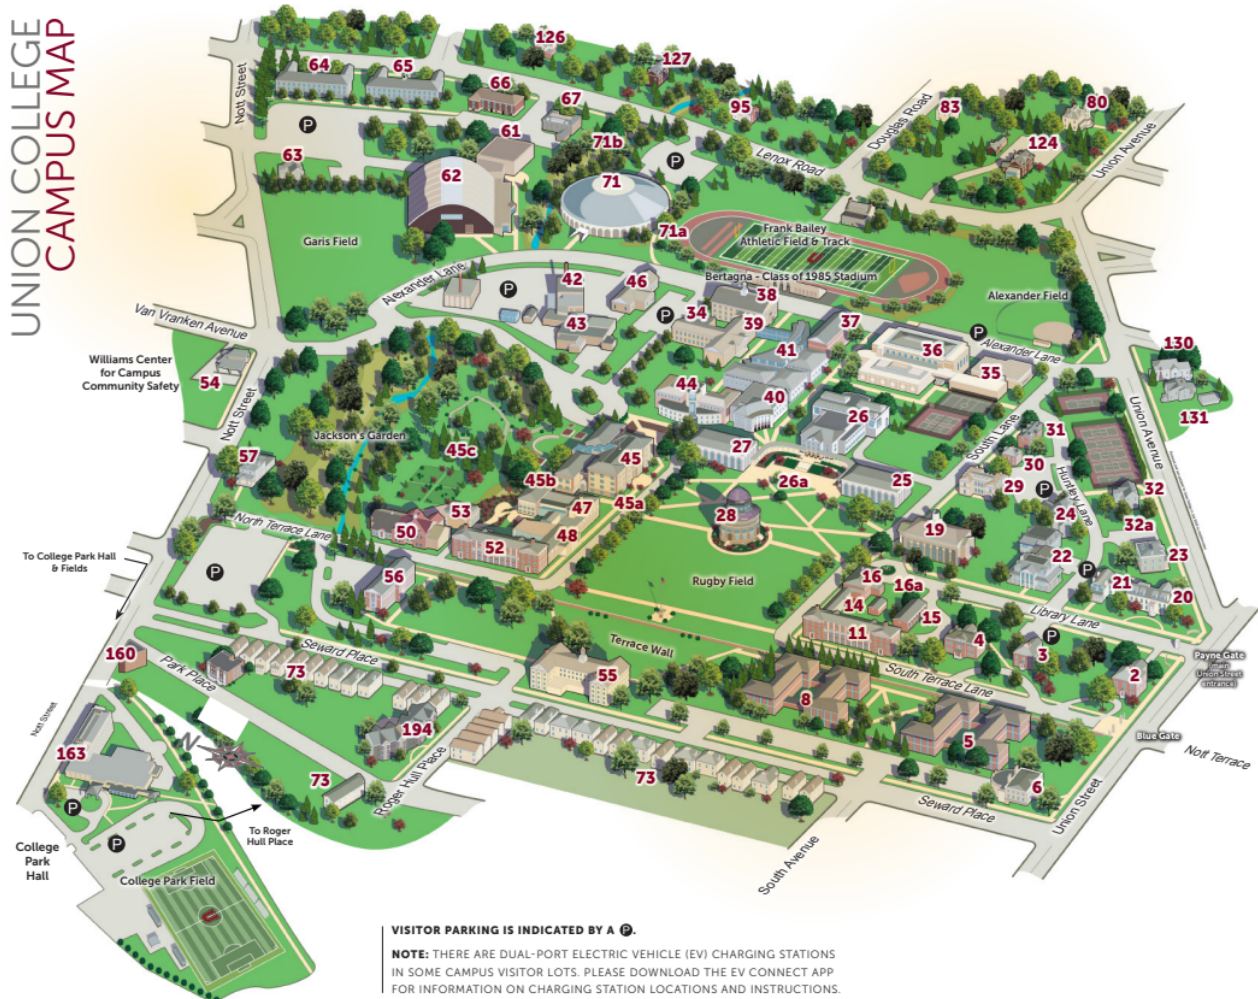 UNION COLLEGE
CAMPUS MAP
126
127
64
65
66
67
95
83
80
Nott Street
P
61
71b
P
Lenox Road
Douglas Road
124
Union Avenue
63
62
71
71a
Garis Field
Frank Bailey
Athletic Field & Track
Alexander Lane
42
46
Bertagna - Class of 1985 Stadium
P
38
Alexander Field
Van Vranken Avenue
43
P
34
39
37
P
Alexander Lane
130
Williams Center
for Campus
Community Safety
54
41
36
35
131
Nott Street
44
40
26
Union Avenue
Jackson's Garden
45c
27
South Lane
31
57
45
30
45b
26a
25
29
P
Huntley Lane
32
45a
47
28
24
32a
North Terrace Lane
50
53
48
19
52
22
23
To College Park Hall
& Fields
P
56
Rugby Field
16
16a
P
21
20
14
15
Library Lane
11
4
P
3
Seward Place
Terrace Wall
160
Park Place
73
55
South Terrace Lane
2
Payne Gate
(main
Union Street
entrance)
8
Nott Street
194
5
Blue Gate
Nott Terrace
163
N
73
Roger Hull Place
73
6
P
Seward Place
Union Street
To Roger
Hull Place
College
Park
Hall
P
South Avenue
College Park Field
U
U
VISITOR PARKING IS INDICATED BY A P.
NOTE: THERE ARE DUAL-PORT ELECTRIC VEHICLE (EV) CHARGING STATIONS
IN SOME CAMPUS VISITOR LOTS. PLEASE DOWNLOAD THE EV CONNECT APP
FOR INFORMATION ON CHARGING STATION LOCATIONS AND INSTRUCTIONS.